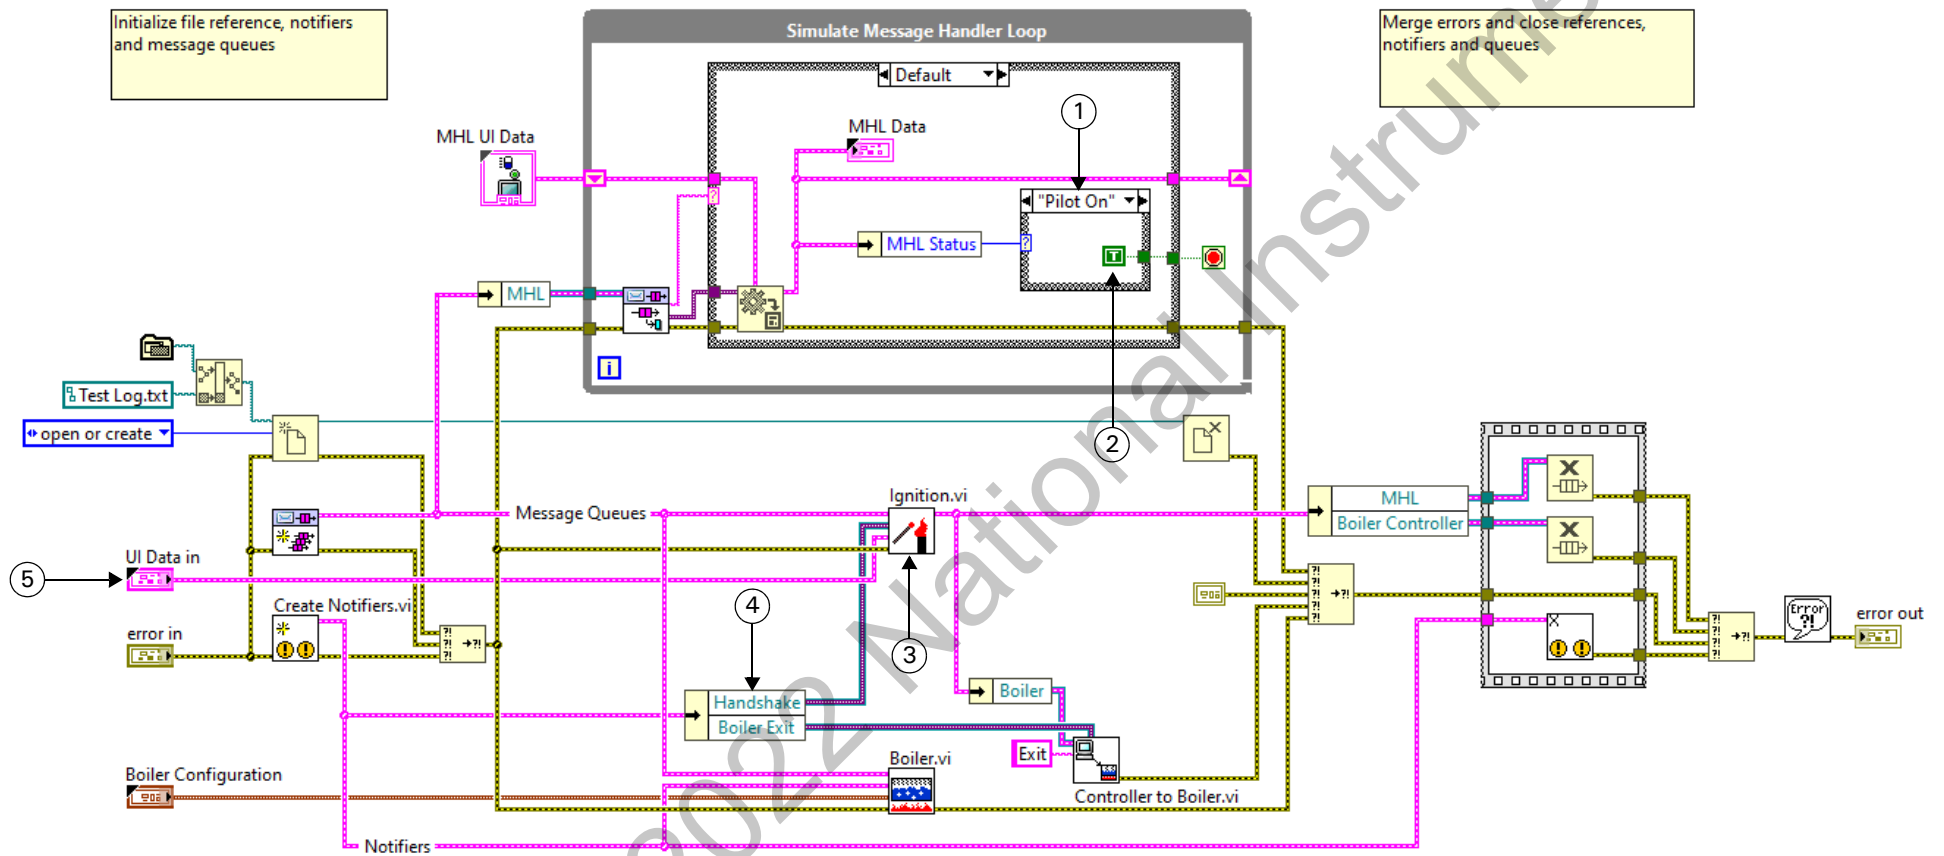 Initialize file reference, notifiers
and message queues
Simulate Message Handler Loop
Merge errors and close references,
notifiers and queues
Default
1
MHL UI Data
MHL Data
"Pilot On"
MHL Status
?
?
T
MHL
i
Test Log.txt
open or create
2
Ignition.vi
Message Queues
MHL
Boiler Controller
UI Data in
5
Create Notifiers.vi
4
3
error in
Error
?!
error out
Handshake
Boiler Exit
Boiler
Exit
Boiler.vi
Boiler Configuration
Controller to Boiler.vi
Notifiers
2022 National Instrume